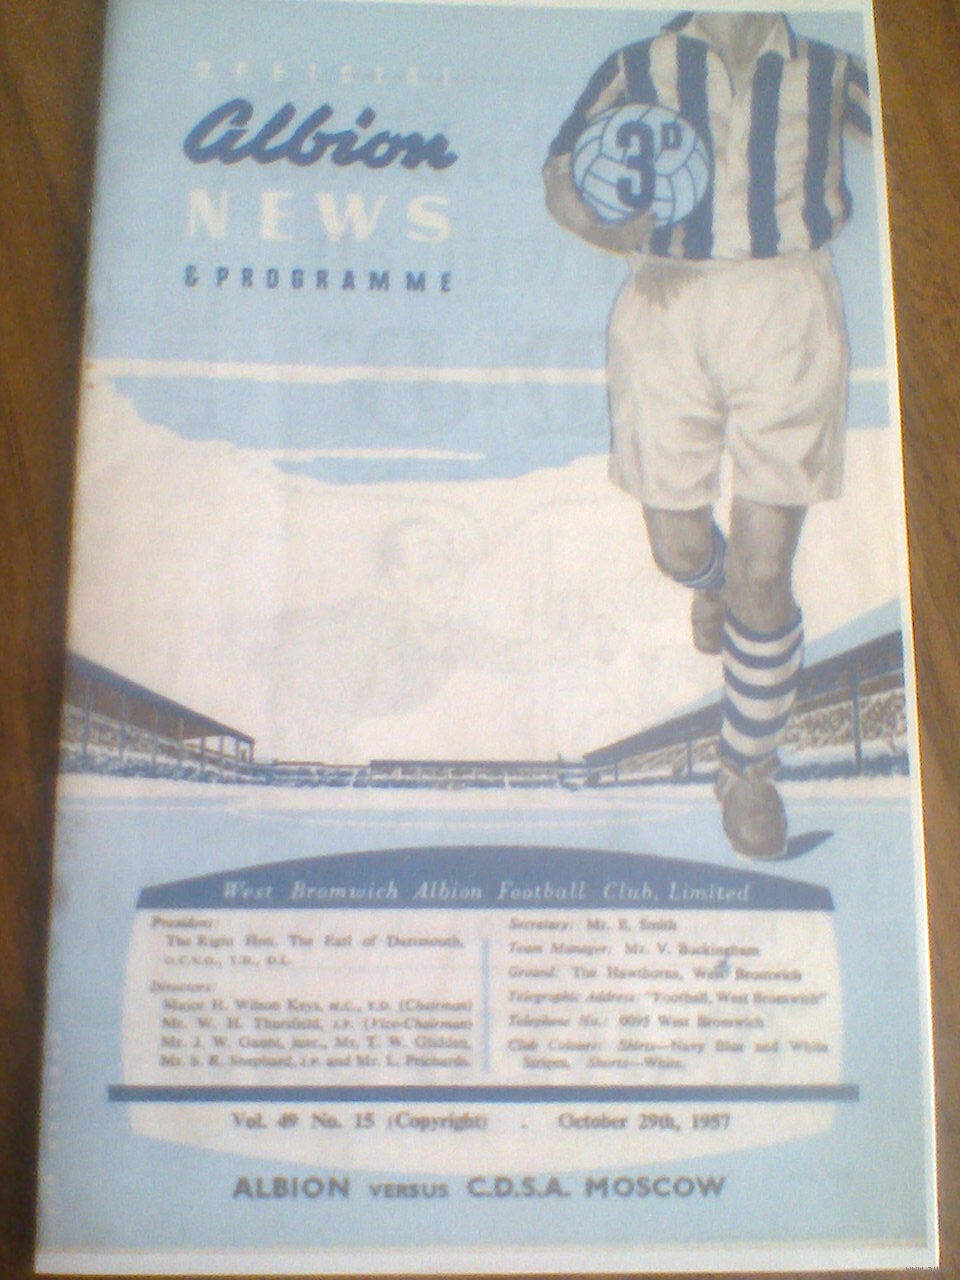 OFFICIAL
Albion
NEWS
& PROGRAMME
3D
West Bromwich Albion Football Club, Limited
President:
The Right Hon. The Earl of Dartmouth,
G.C.V.O., T.D., D.L.
Directors:
Major H. Wilson Keys, M.C., T.D. (Chairman)
Mr. W. H. Thursfield, J.P. (Vice-Chairman)
Mr. J. W. Gaunt, junr., Mr. T. W. Glidden,
Mr. S. R. Shephard, J.P. and Mr. L. Pritchards
Secretary: Mr. E. Smith
Team Manager: Mr. V. Buckingham
Ground: The Hawthorns, West Bromwich
Telegraphic Address: "Football, West Bromwich"
Telephone No.: 0095 West Bromwich
Club Colours: Shirts—Navy Blue and White
Stripes, Shorts—White.
Vol. 49 No. 15 (Copyright) . October 29th, 1957
ALBION VERSUS C.D.S.A. MOSCOW